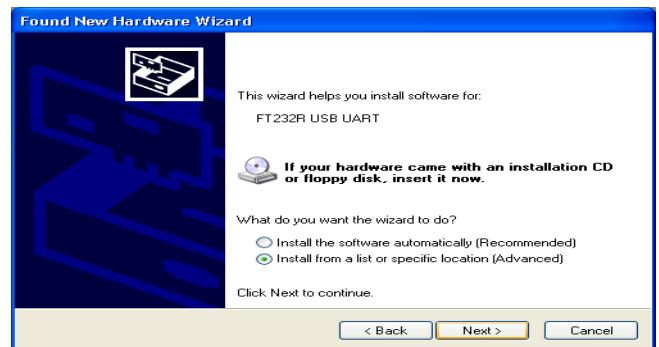 Found New Hardware Wizard
This wizard helps you install software for:
FT232R USB UART
If your hardware came with an installation CD
or floppy disk, insert it now.
What do you want the wizard to do?
Install the software automatically (Recommended)
Install from a list or specific location (Advanced)
Click Next to continue.
< Back Next > Cancel